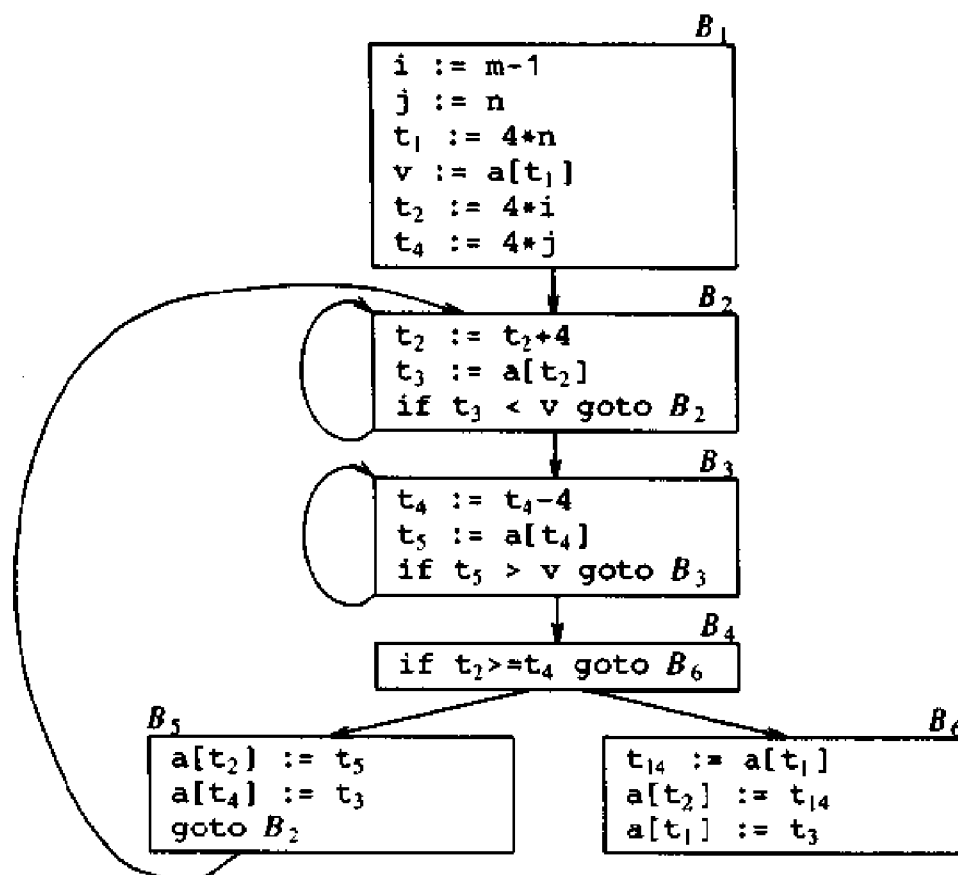 B₁
i := m-1
j := n
t₁ := 4*n
v := a[t₁]
t₂ := 4*i
t₄ := 4*j
B₂
t₂ := t₂+4
t₃ := a[t₂]
if t₃ < v goto B₂
B₃
t₄ := t₄-4
t₅ := a[t₄]
if t₅ > v goto B₃
B₄
if t₂>=t₄ goto B₆
B₅
a[t₂] := t₅
a[t₄] := t₃
goto B₂
B₆
t₁₄ := a[t₁]
a[t₂] := t₁₄
a[t₁] := t₃